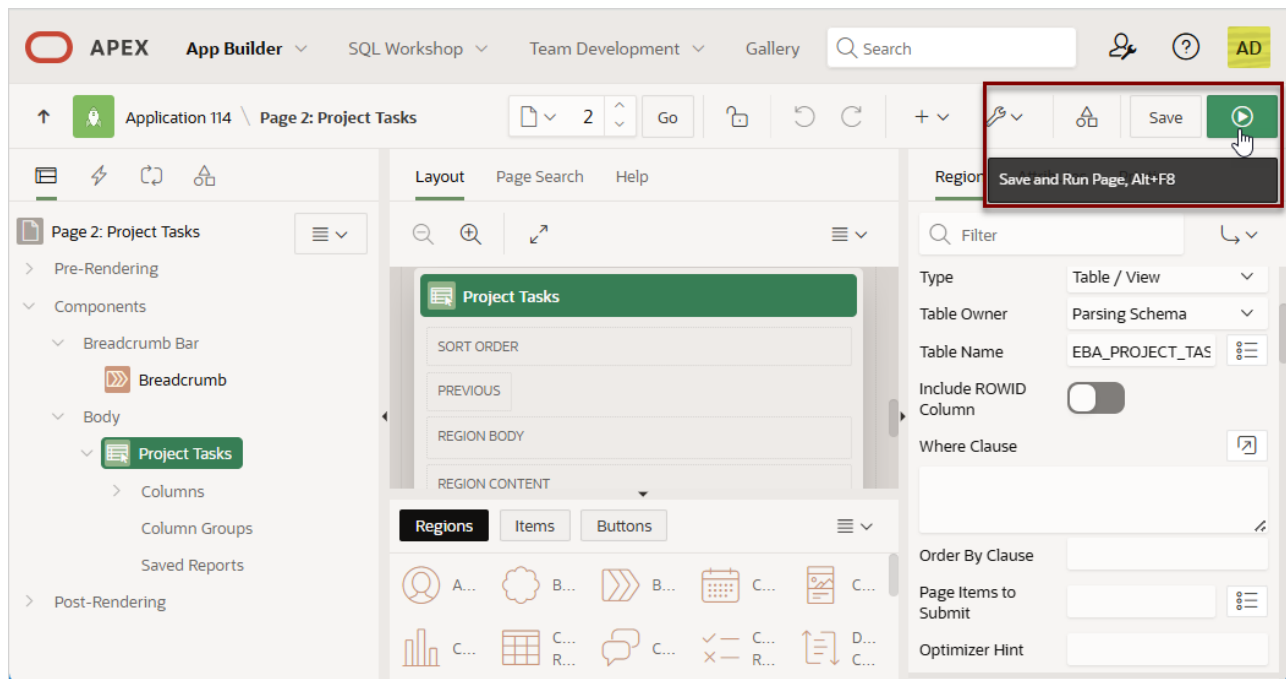 APEX App Builder SQL Workshop Team Development Gallery Search AD
Application 114 \ Page 2: Project Tasks 2 Go Save
Save and Run Page, Alt+F8
Page 2: Project Tasks
Pre-Rendering
Components
Breadcrumb Bar
Breadcrumb
Body
Project Tasks
Columns
Column Groups
Saved Reports
Post-Rendering
Layout Page Search Help
Project Tasks
SORT ORDER
PREVIOUS
REGION BODY
REGION CONTENT
Regions Items Buttons
A... B... B... C... C...
C... C... C... C... D...
R... R... C...
Region
Filter
Type Table / View
Table Owner Parsing Schema
Table Name EBA_PROJECT_TAS
Include ROWID
Column
Where Clause
Order By Clause
Page Items to
Submit
Optimizer Hint